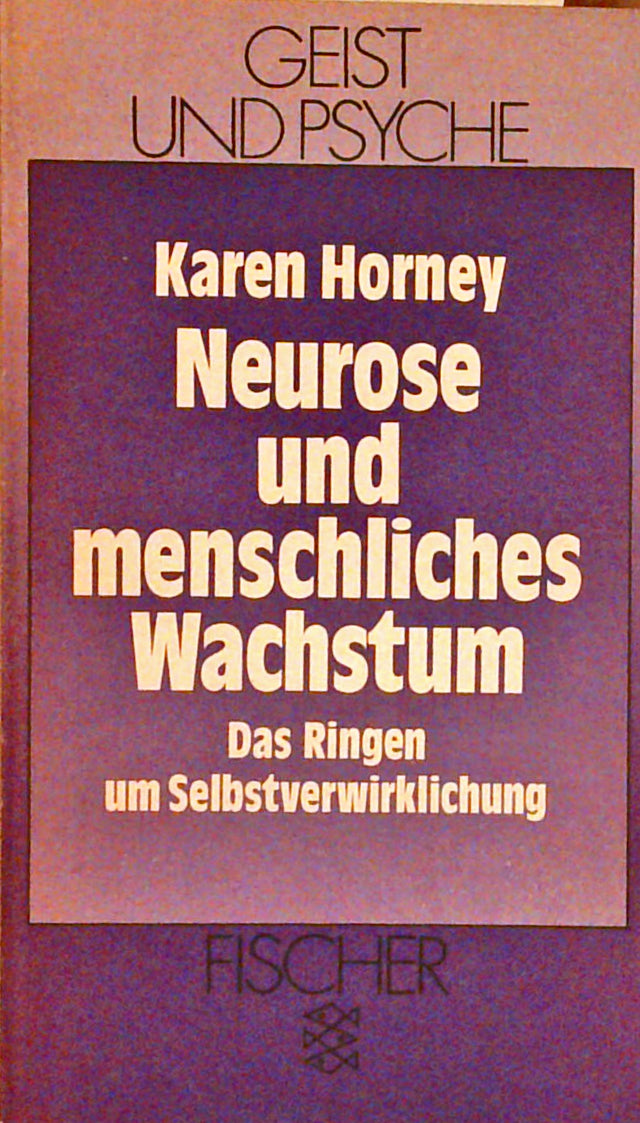 GEIST
UND PSYCHE
Karen Horney
Neurose
und
menschliches
Wachstum
Das Ringen
um Selbstverwirklichung
FISCHER